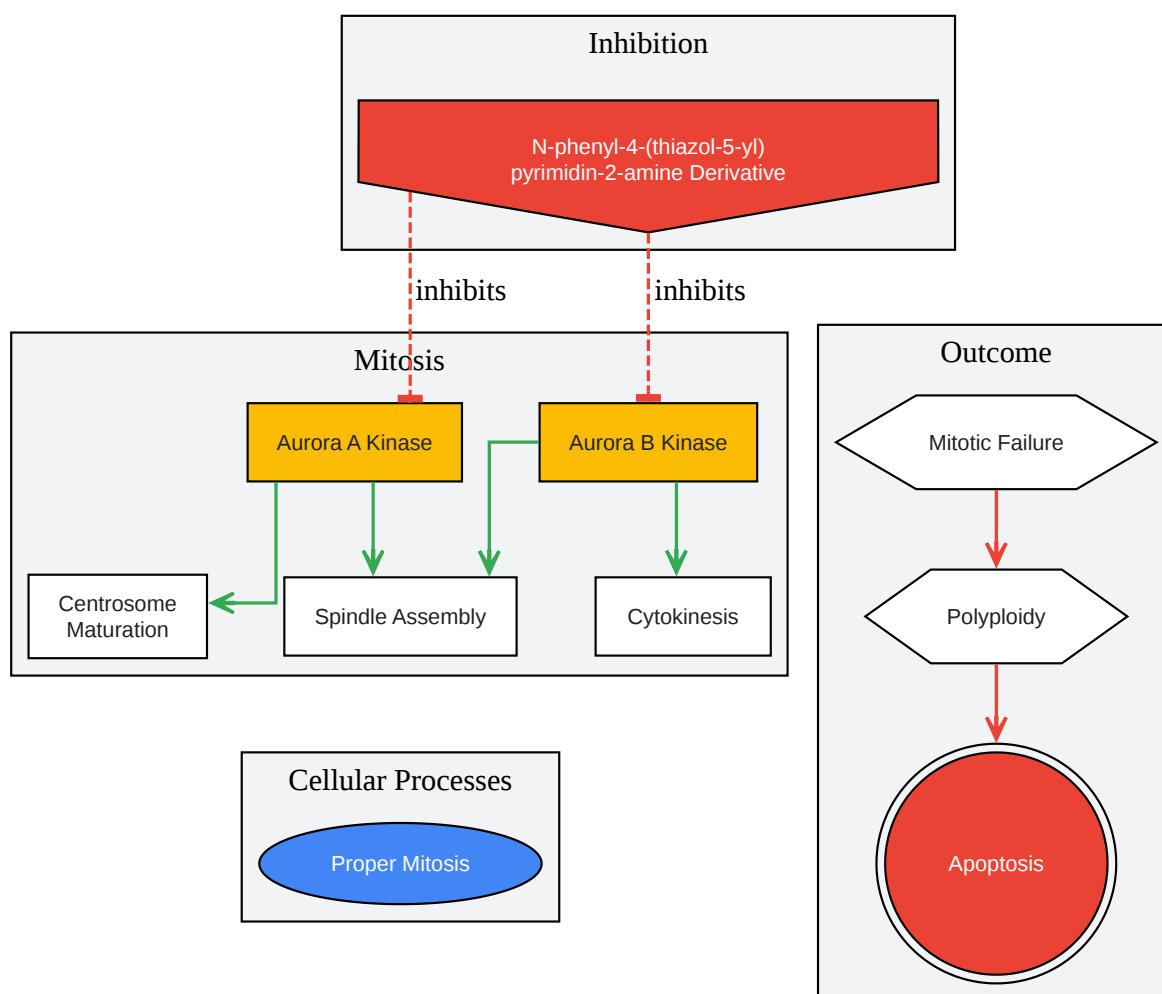 Inhibition
N-phenyl-4-(thiazol-5-yl)
pyrimidin-2-amine Derivative
inhibits
inhibits
Mitosis
Aurora A Kinase
Aurora B Kinase
Centrosome
Maturation
Spindle Assembly
Cytokinesis
Outcome
Mitotic Failure
Polyploidy
Apoptosis
Cellular Processes
Proper Mitosis